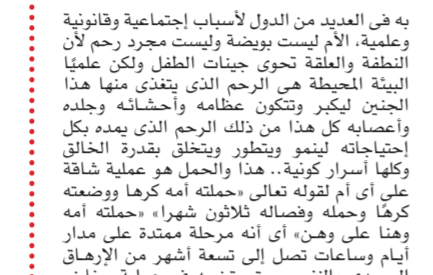 به فى العديد من الدول لأسباب إجتماعية وقانونية
وعلمية، الأم ليست بويضة وليست مجرد رحم لأن
النطفة والعلقة تحوى جينات الطفل ولكن علميًا
البيئة المحيطة هى الرحم الذى يتغذى منها هذا
الجنين ليكبر وتتكون عظامه وأحشائه وجلده
وأعصابه كل هذا من ذلك الرحم الذى يمده بكل
إحتياجاته لينمو ويتطور ويتخلق بقدرة الخالق
وكلها أسرار كونية.. هذا والحمل هو عملية شاقة
على أى أم لقوله تعالى «حملته أمه كرها ووضعته
كرهًا وحمله وفصاله ثلاثون شهرا» «حملته أمه
وهنا على وهن» أى أنه مرحلة ممتدة على مدار
أيام وساعات تصل إلى تسعة أشهر من الإرهاق